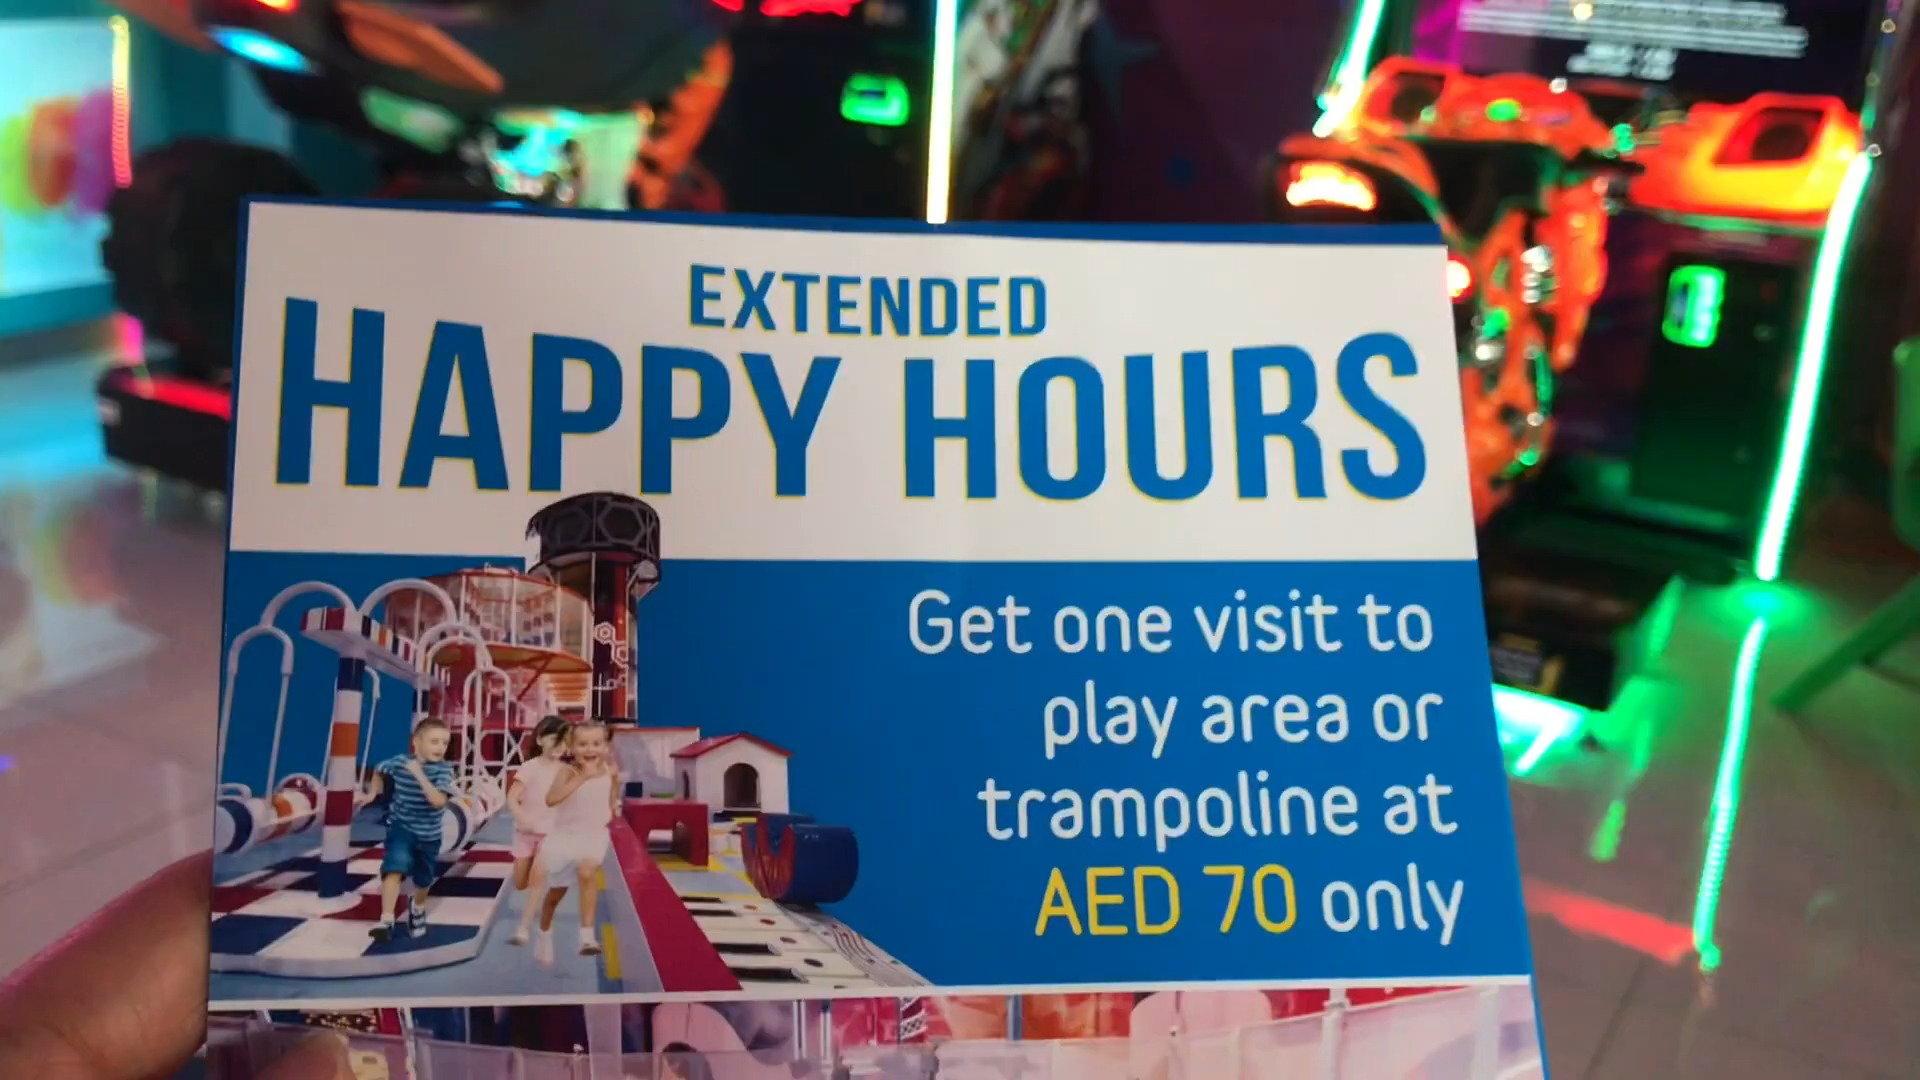 EXTENDED
HAPPY HOURS
Get one visit to
play area or
trampoline at
AED 70 only